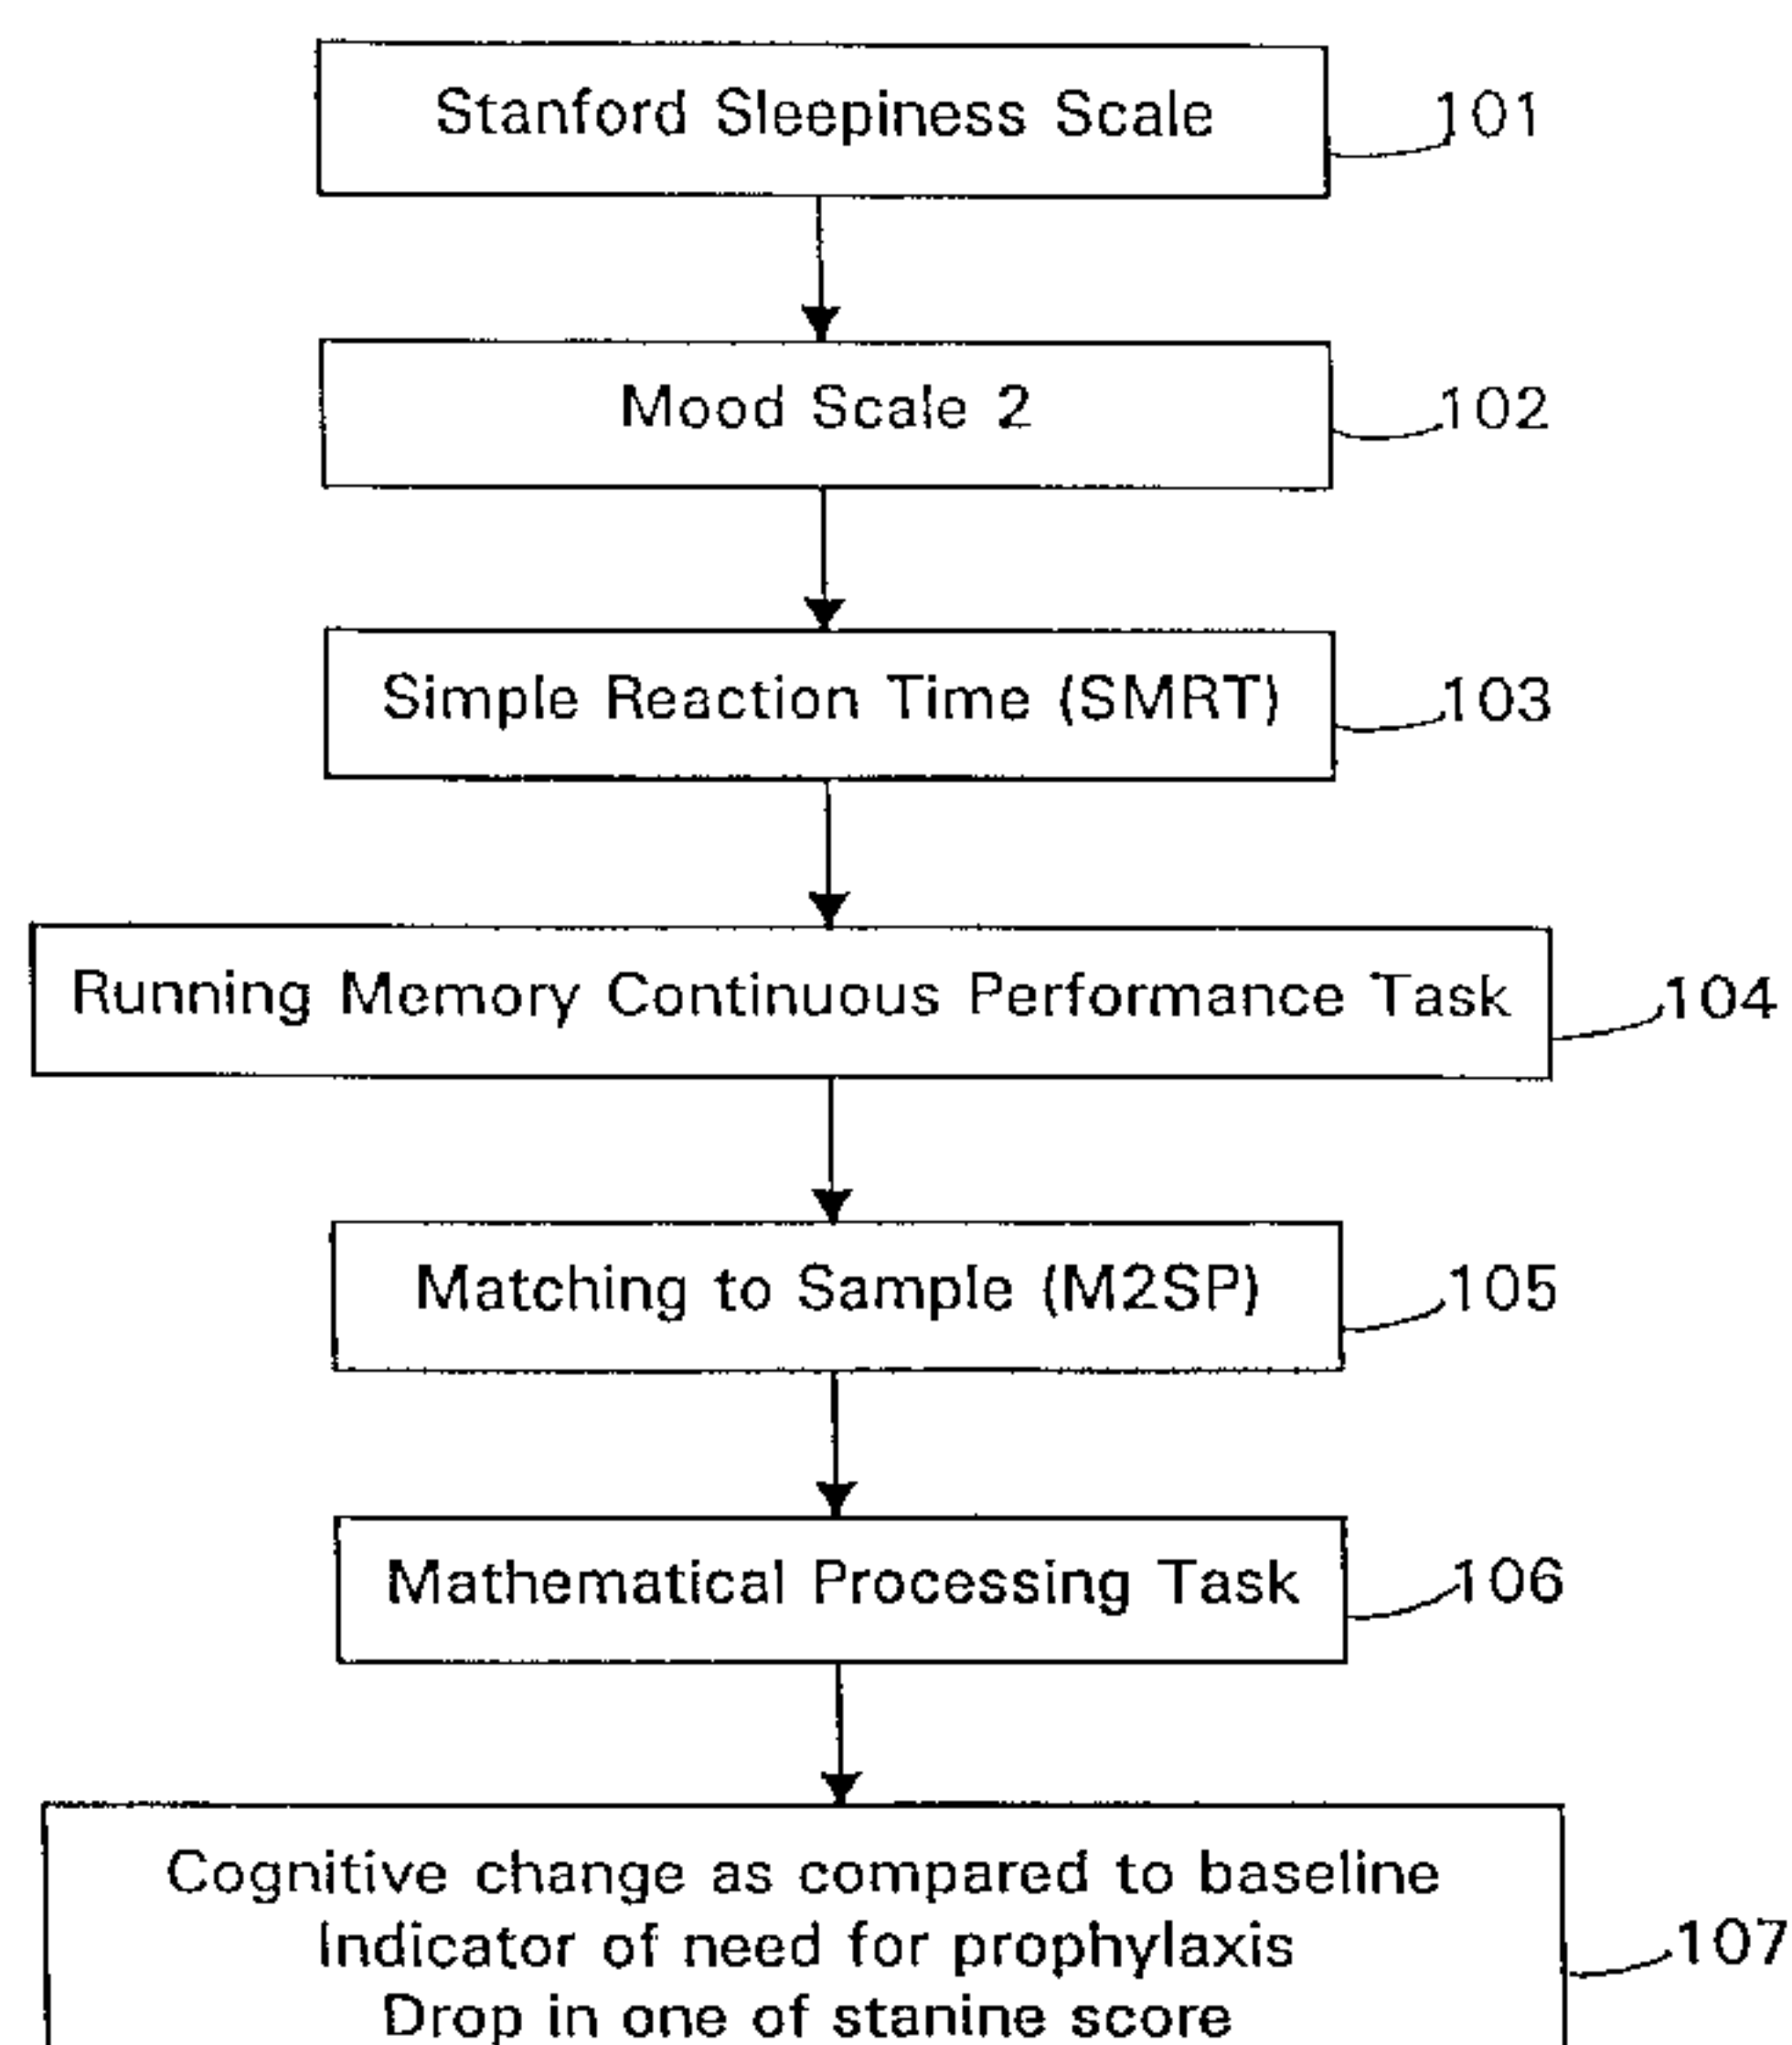 Stanford Sleepiness Scale
101
Mood Scale 2
102
Simple Reaction Time (SMRT)
103
Running Memory Continuous Performance Task
104
Matching to Sample (M2SP)
105
Mathematical Processing Task
106
Cognitive change as compared to baseline
Indicator of need for prophylaxis
Drop in one of stanine score
107